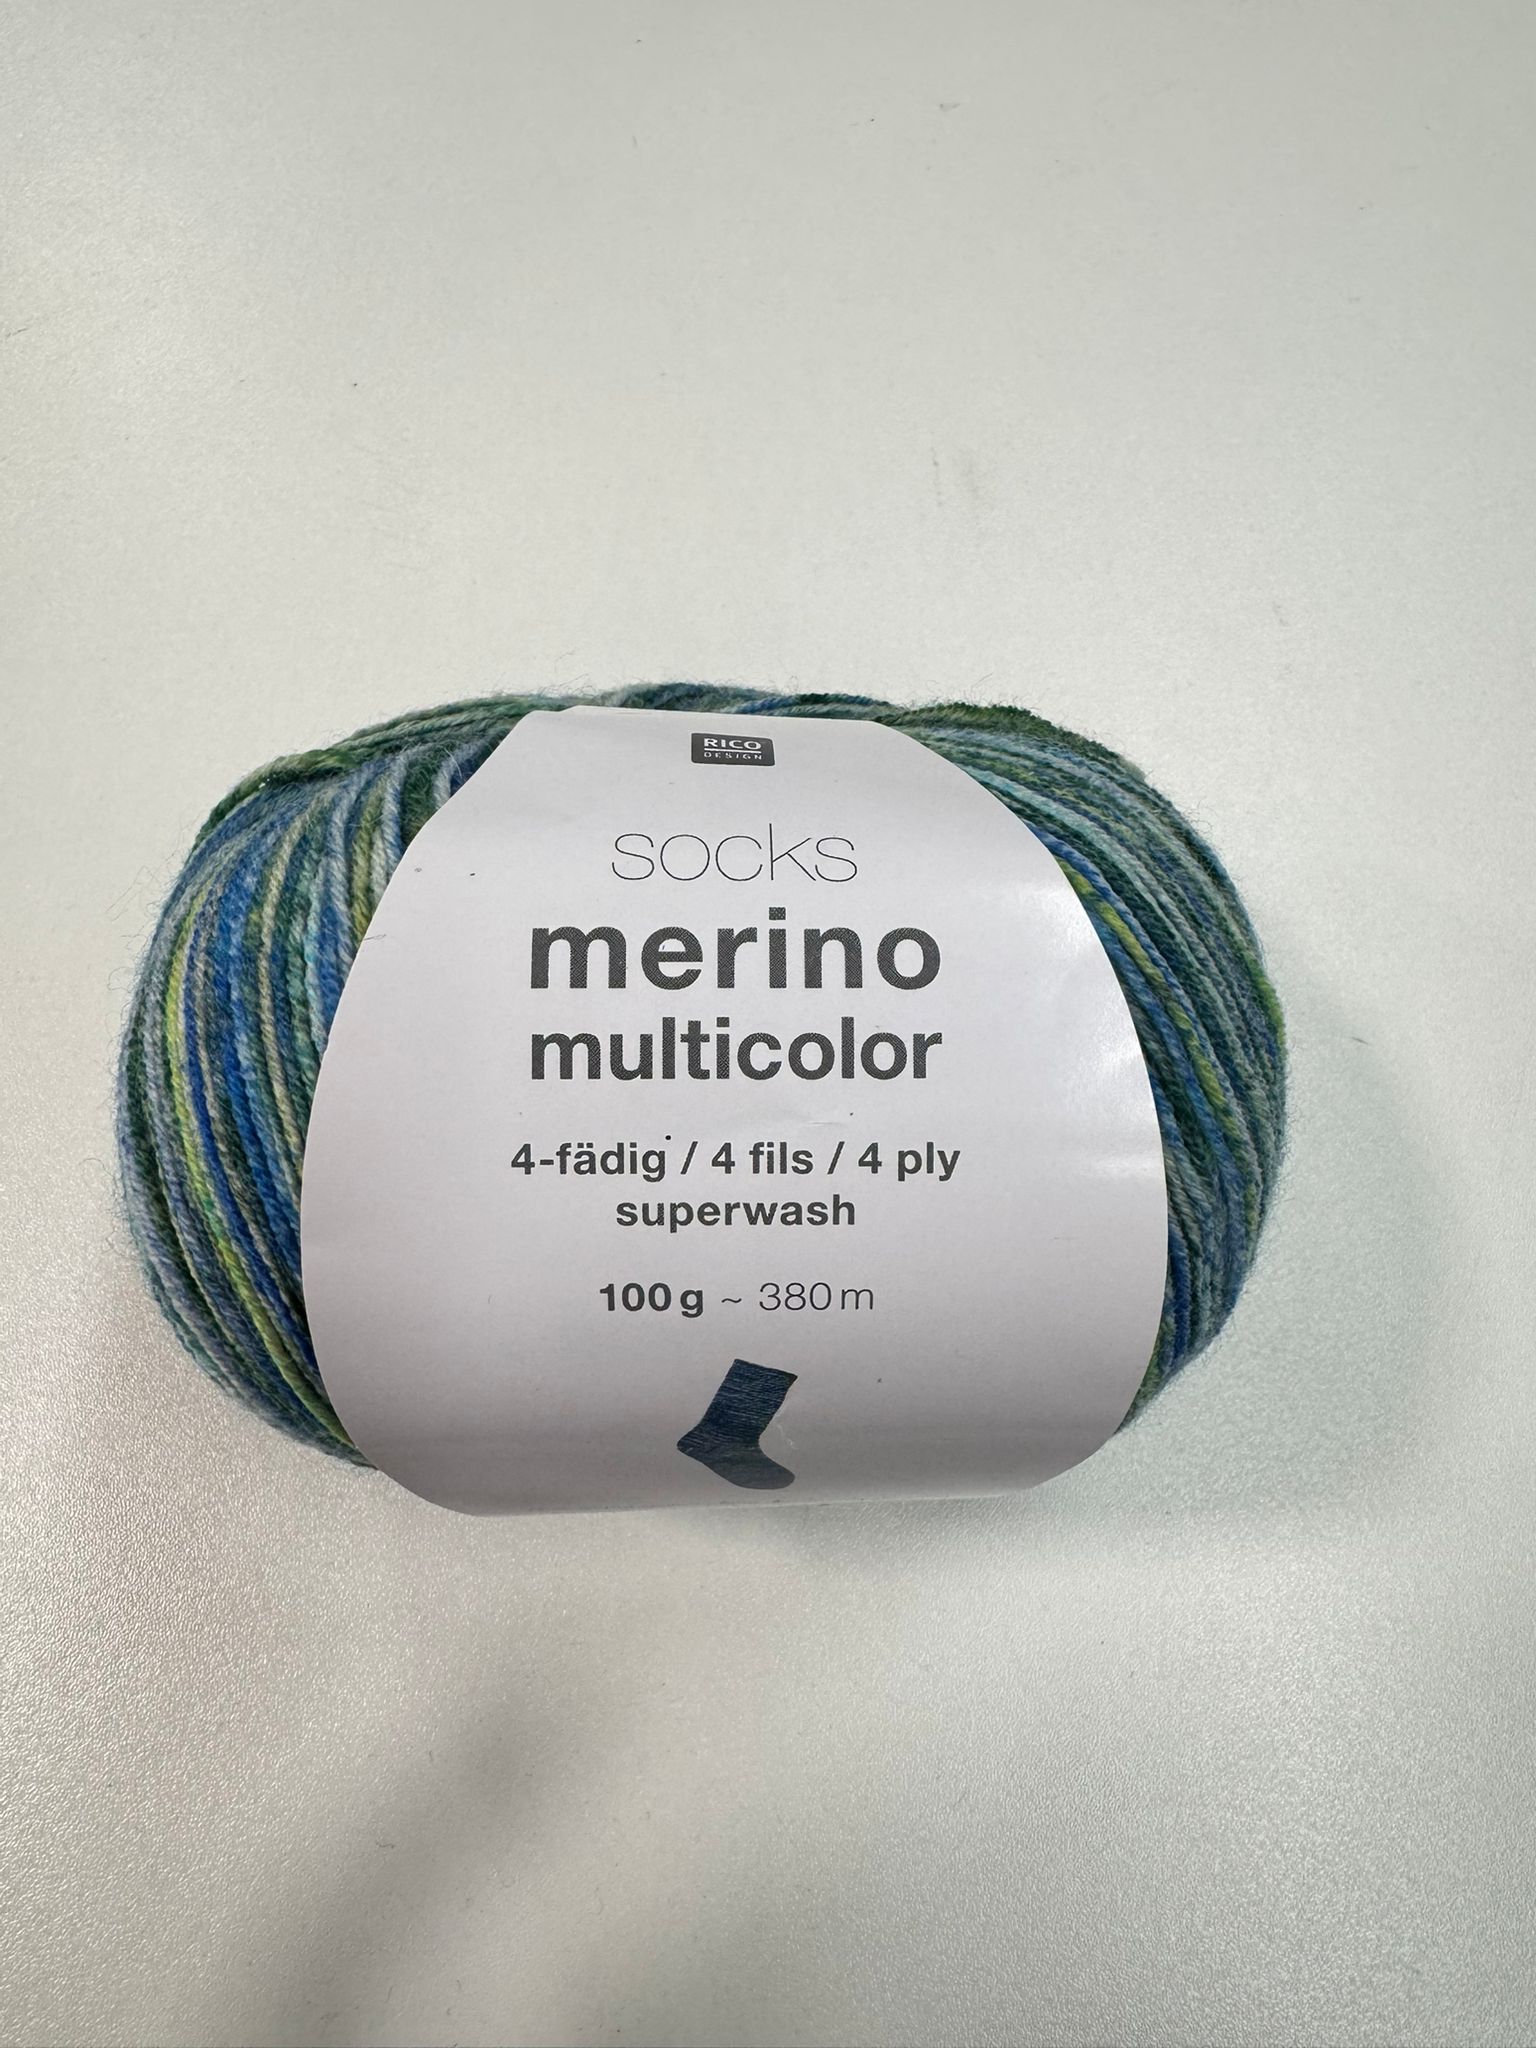 RICO
DESIGN
socks
merino
multicolor
4-fädig / 4 fils / 4 ply
superwash
100 g ~ 380 m